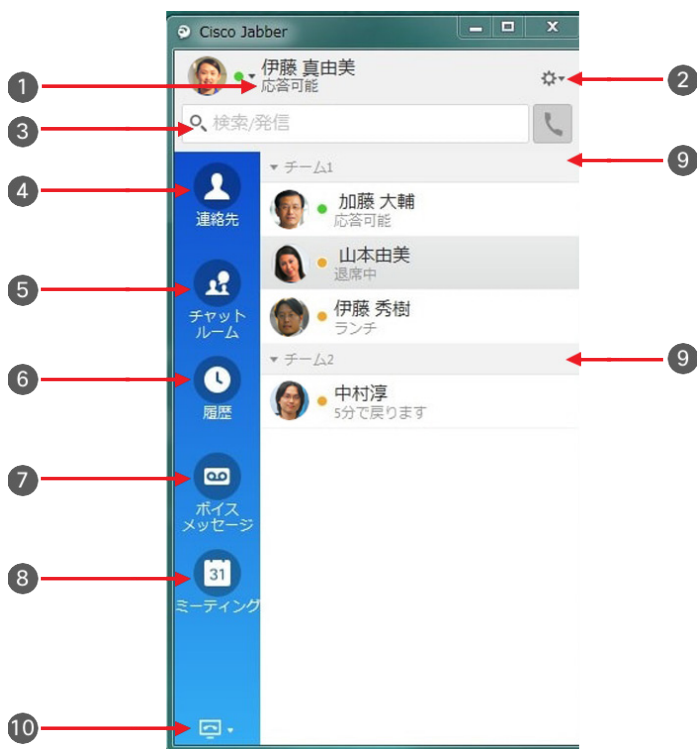 Cisco Jabber
伊藤 真由美
応答可能
1
2
検索/発信
3
チーム1
9
4
連絡先
加藤 大輔
応答可能
山本由美
退席中
5
チャット
ルーム
伊藤 秀樹
ランチ
チーム2
9
6
履歴
中村淳
5分で戻ります
7
ボイス
メッセージ
8
31
ミーティング
10